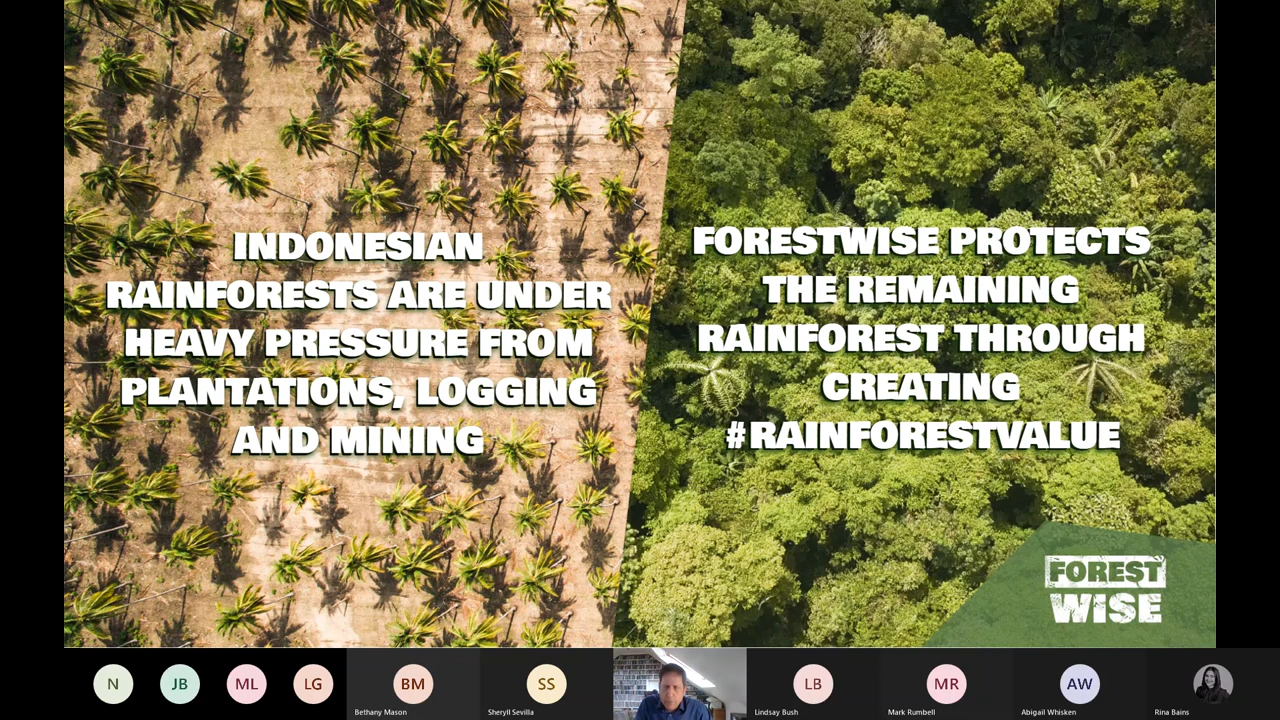 INDONESIAN
RAINFORESTS ARE UNDER
HEAVY PRESSURE FROM
PLANTATIONS, LOGGING
AND MINING
FORESTWISE PROTECTS
THE REMAINING
RAINFOREST THROUGH
CREATING
#RAINFORESTVALUE
FOREST
WISE
N
JB
ML
LG
BM
Bethany Mason
SS
Sheryll Sevilla
LB
Lindsay Bush
MR
Mark Rumbell
AW
Abigail Whisken
Rina Bains